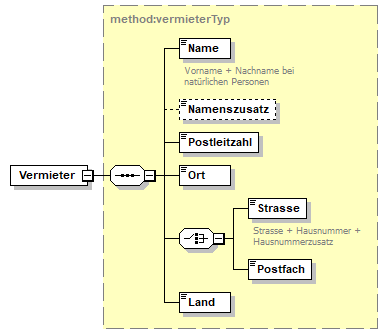 method:vermieterTyp
Name
Vorname + Nachname bei
natürlichen Personen
Namenszusatz
Postleitzahl
Vermieter
Ort
Strasse
Strasse + Hausnummer +
Hausnummerzusatz
Postfach
Land